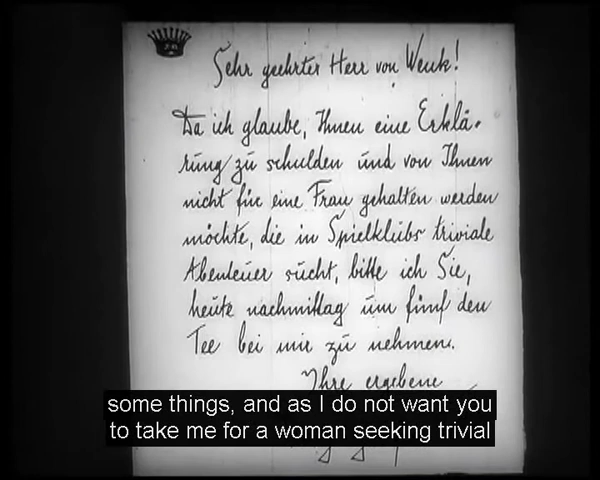 Sehr geehrter Herr von Wenk!
Da ich glaube, Ihnen eine Erklä-
rung zu schulden und von Ihnen
nicht für eine Frau gehalten werden
möchte, die in Spielklubs triviale
Abenteuer sucht, bitte ich Sie,
heute nachmittag um fünf den
Tee bei mir zu nehmen.
Ihre ergebene
some things, and as I do not want you
to take me for a woman seeking trivial